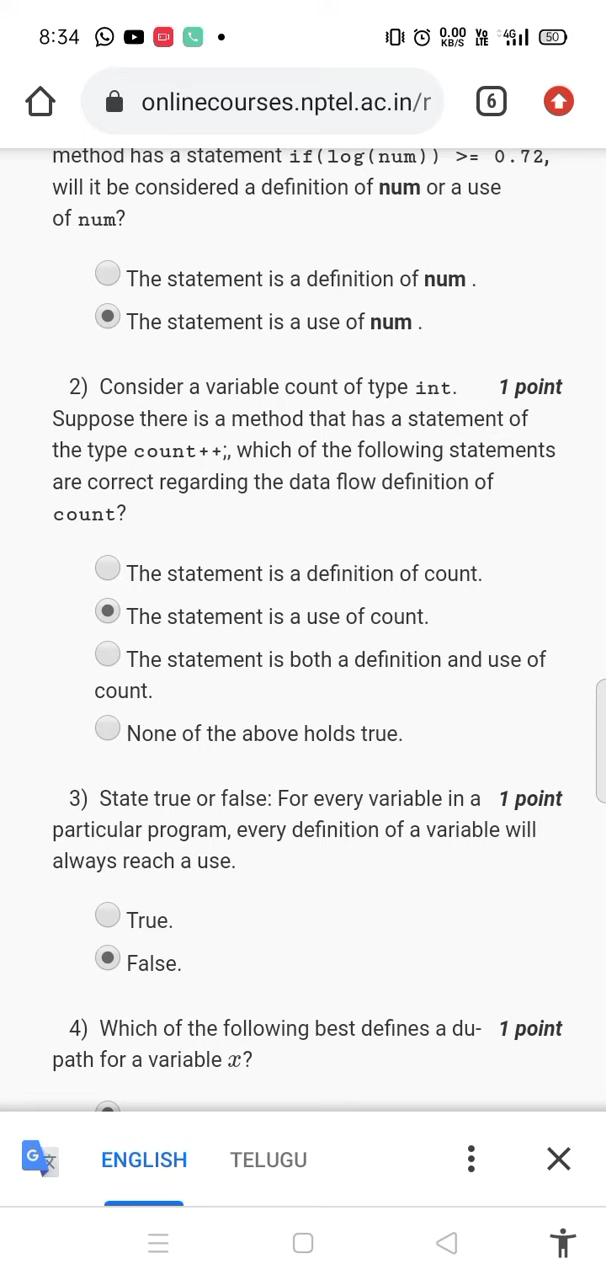 8:34
0.00 KB/S Vo LTE 4G 50
onlinecourses.nptel.ac.in/r 6
method has a statement if(log(num)) >= 0.72,
will it be considered a definition of num or a use
of num?
The statement is a definition of num .
The statement is a use of num .
2) Consider a variable count of type int. 1 point
Suppose there is a method that has a statement of
the type count++;, which of the following statements
are correct regarding the data flow definition of
count?
The statement is a definition of count.
The statement is a use of count.
The statement is both a definition and use of
count.
None of the above holds true.
3) State true or false: For every variable in a 1 point
particular program, every definition of a variable will
always reach a use.
True.
False.
4) Which of the following best defines a du- 1 point
path for a variable x?
G 文 ENGLISH TELUGU